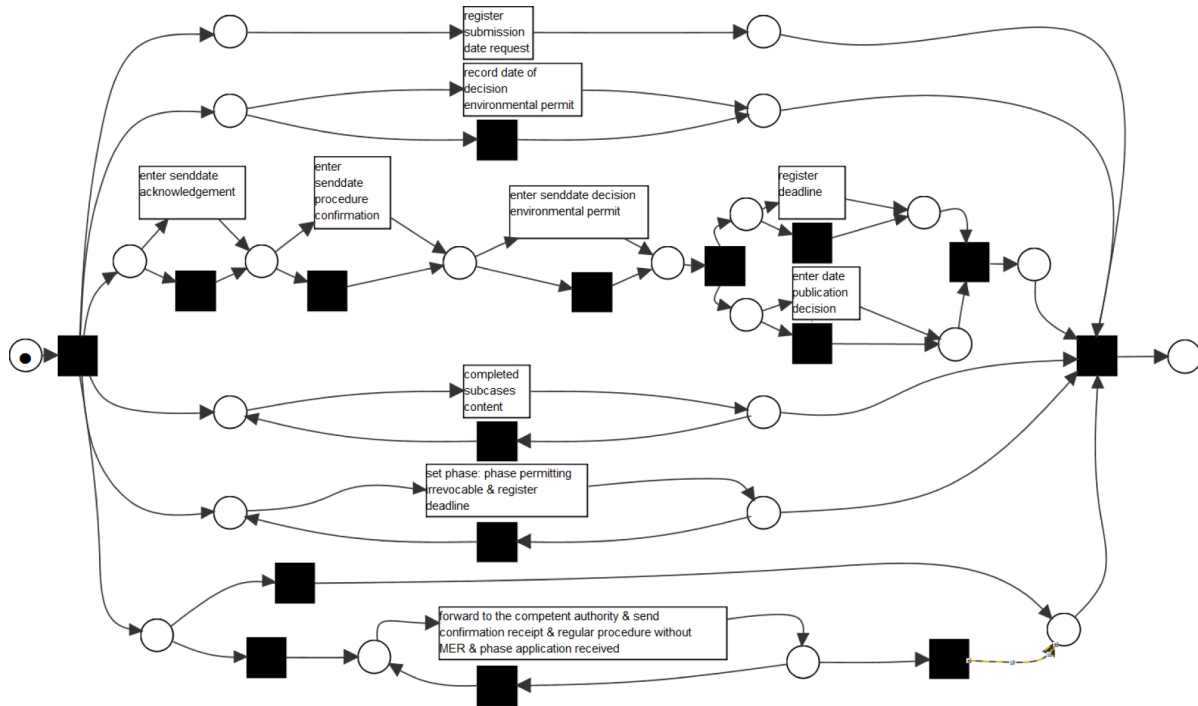 register
submission
date request
record date of
decision
environmental permit
enter senddate
acknowledgement
enter
senddate
procedure
confirmation
enter senddate decision
environmental permit
register
deadline
enter date
publication
decision
completed
subcases
content
set phase: phase permitting
irrevocable & register
deadline
forward to the competent authority & send
confirmation receipt & regular procedure without
MER & phase application received